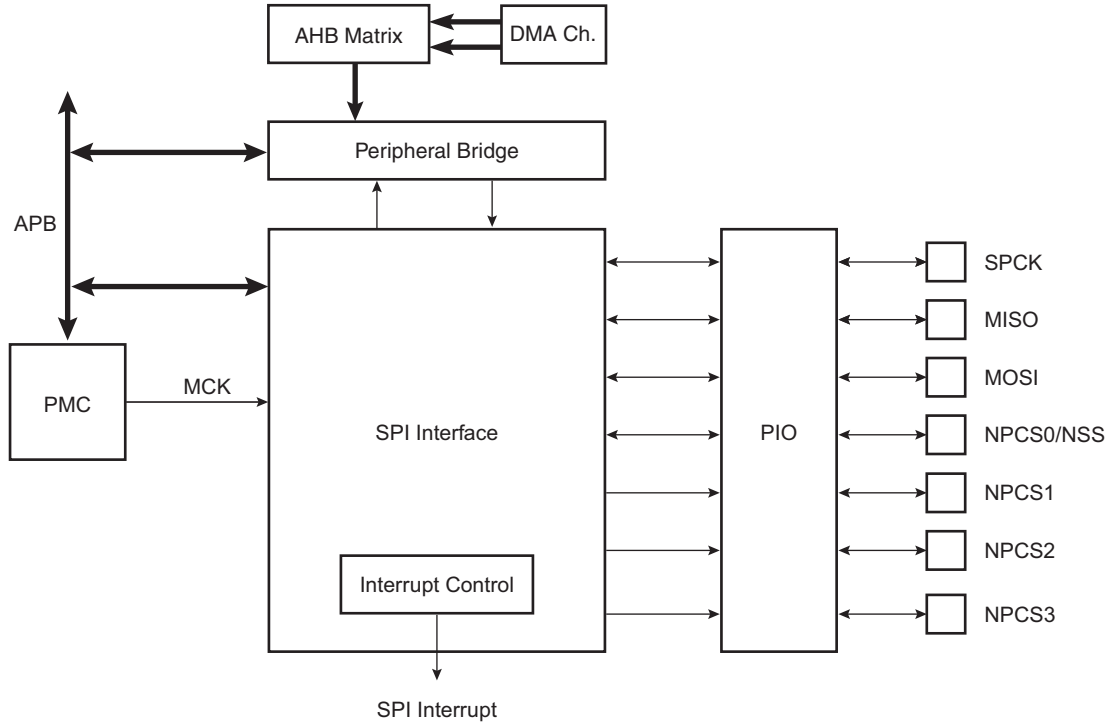 AHB Matrix
DMA Ch.
Peripheral Bridge
APB
SPCK
MISO
PMC
MCK
MOSI
SPI Interface
PIO
NPCS0/NSS
NPCS1
NPCS2
Interrupt Control
NPCS3
SPI Interrupt